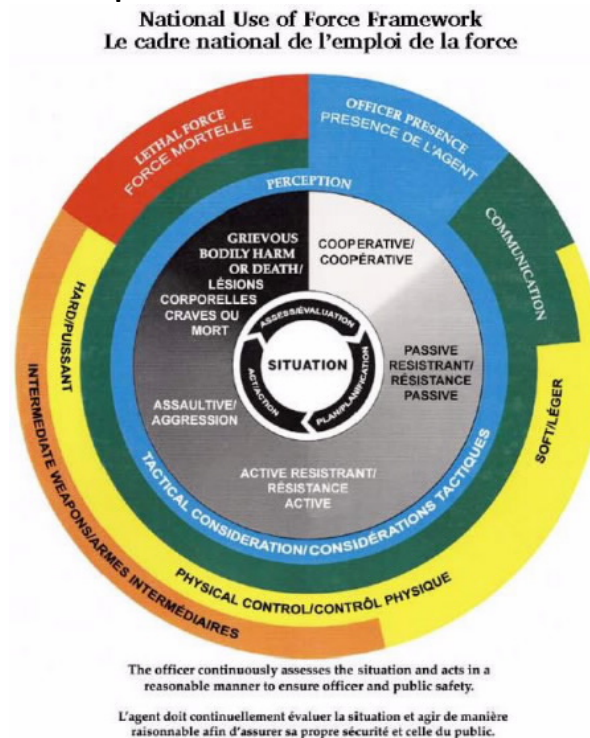 National Use of Force Framework
Le cadre national de l'emploi de la force
LETHAL FORCE
FORCE MORTELLE
OFFICER PRESENCE
PRESENCE DE L'AGENT
COMMUNICATION
PERCEPTION
GRIEVOUS
BODILY HARM
OR DEATH/
LÉSIONS
CORPORELLES
CRAVES OU
MORT
COOPERATIVE/
COOPÉRATIVE
ASSESS/ÉVALUATION
SITUATION
ACT/ACTION
PLAN/PLANIFICATION
PASSIVE
RESISTRANT/
RÉSISTANCE
PASSIVE
ASSAULTIVE/
AGGRESSION
ACTIVE RESISTRANT/
RÉSISTANCE
ACTIVE
HARD/PUISSANT
SOFT/LÉGER
TACTICAL CONSIDERATION/CONSIDÉRATIONS TACTIQUES
PHYSICAL CONTROL/CONTRÔL PHYSIQUE
INTERMEDIATE WEAPONS/ARMES INTERMÉDIAIRES
The officer continuously assesses the situation and acts in a
reasonable manner to ensure officer and public safety.
L'agent doit continuellement évaluer la situation et agir de manière
raisonnable afin d'assurer sa propre sécurité et celle du public.